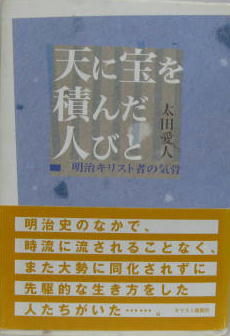 天に宝を
積んだ
人びと
太田愛人
明治キリスト者の気質
明治史のなかで、
時流に流されることなく、
また大勢に同化されずに
先駆的な生き方をした
人たちがいた……